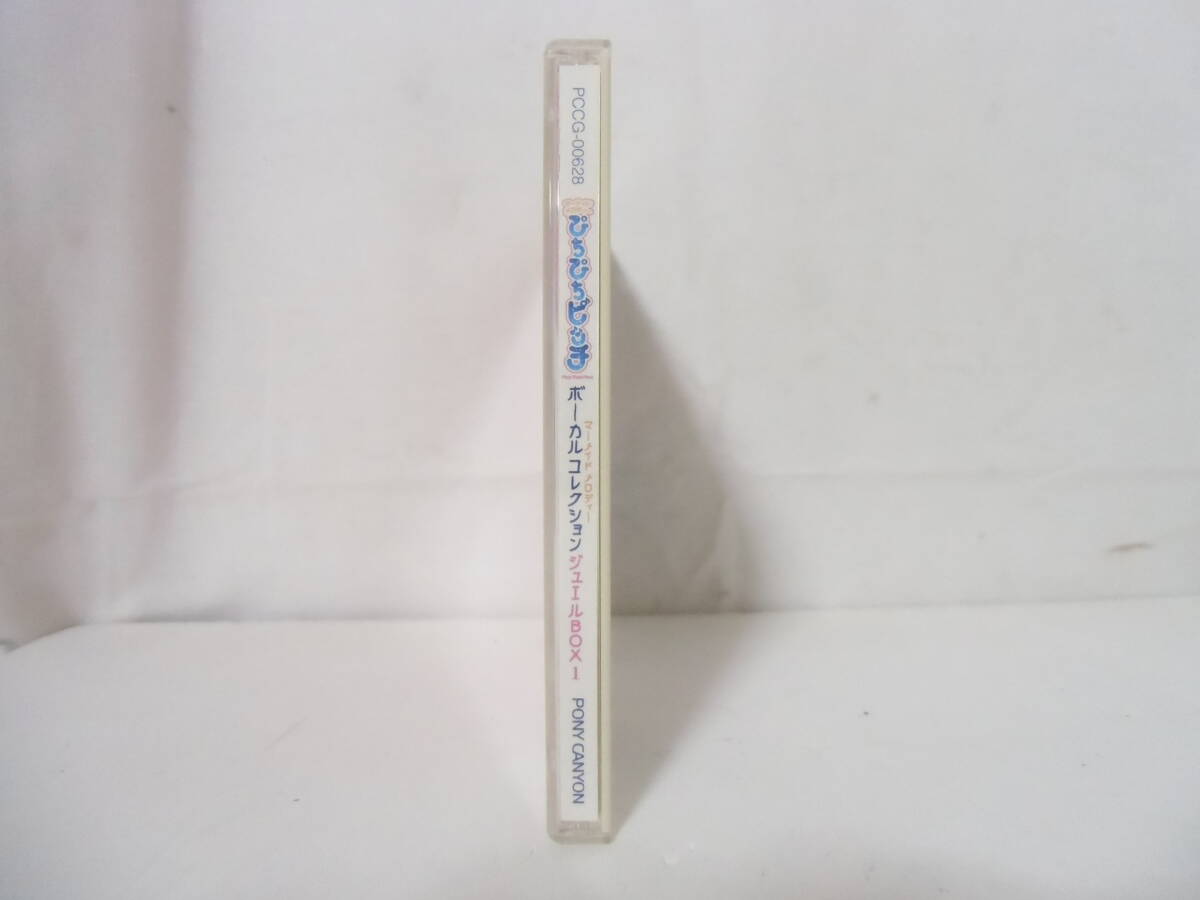 PCCG-00628
ぴちぴちピッチ
ボーカルコレクション ジュエルBOX 1
マーメイド メロディー
PONY CANYON